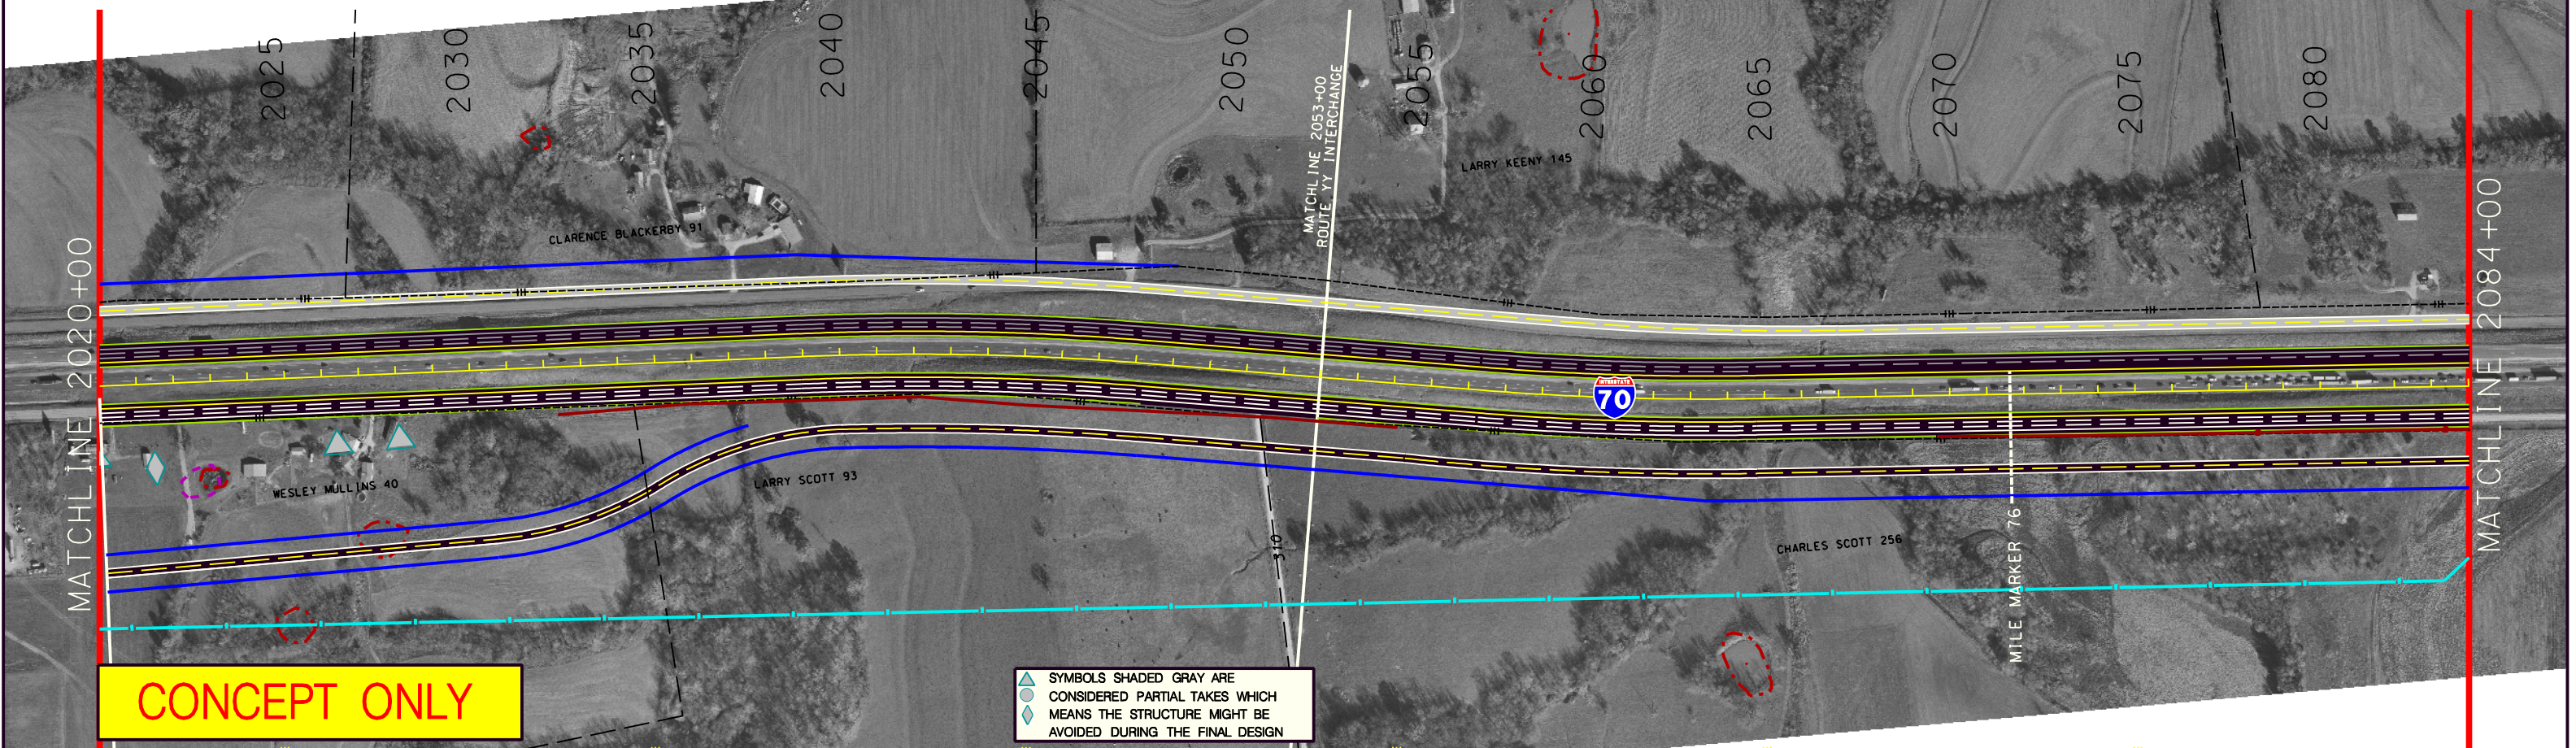 2025
2030
2035
2040
2045
2050
2055
2060
2065
2070
2075
2080
MATCHLINE 2053+00
ROUTE YY INTERCHANGE
LARRY KEENY 145
CLARENCE BLACKERBY 91
MATCHLINE 2020+00
MATCHLINE 2084+00
INTERSTATE
70
WESLEY MULLINS 40
LARRY SCOTT 93
310
CHARLES SCOTT 256
MILE MARKER 76
CONCEPT ONLY
SYMBOLS SHADED GRAY ARE
CONSIDERED PARTIAL TAKES WHICH
MEANS THE STRUCTURE MIGHT BE
AVOIDED DURING THE FINAL DESIGN